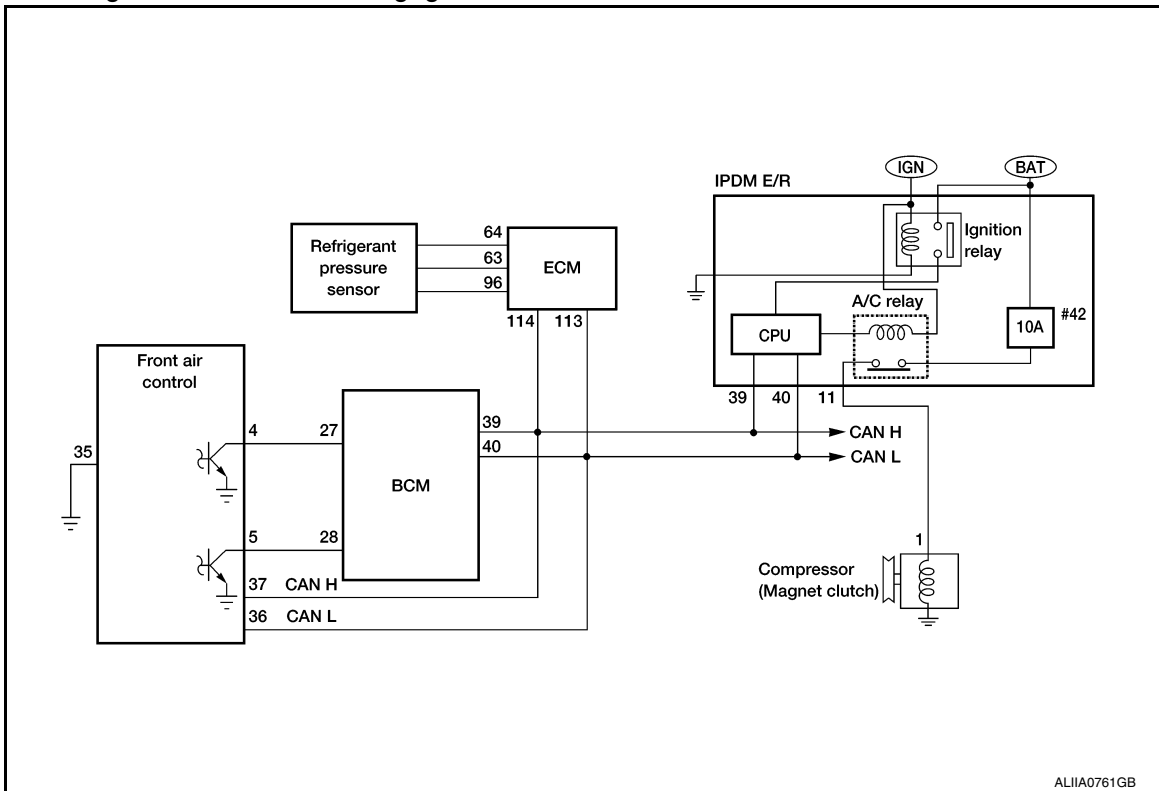 IGN
BAT
IPDM E/R
Ignition
relay
A/C relay
CPU
10A
#42
39
40
11
Refrigerant
pressure
sensor
64
63
96
ECM
114
113
Front air
control
35
4
27
5
28
37
CAN H
36
CAN L
BCM
39
40
CAN H
CAN L
1
Compressor
(Magnet clutch)
ALIIA0761GB